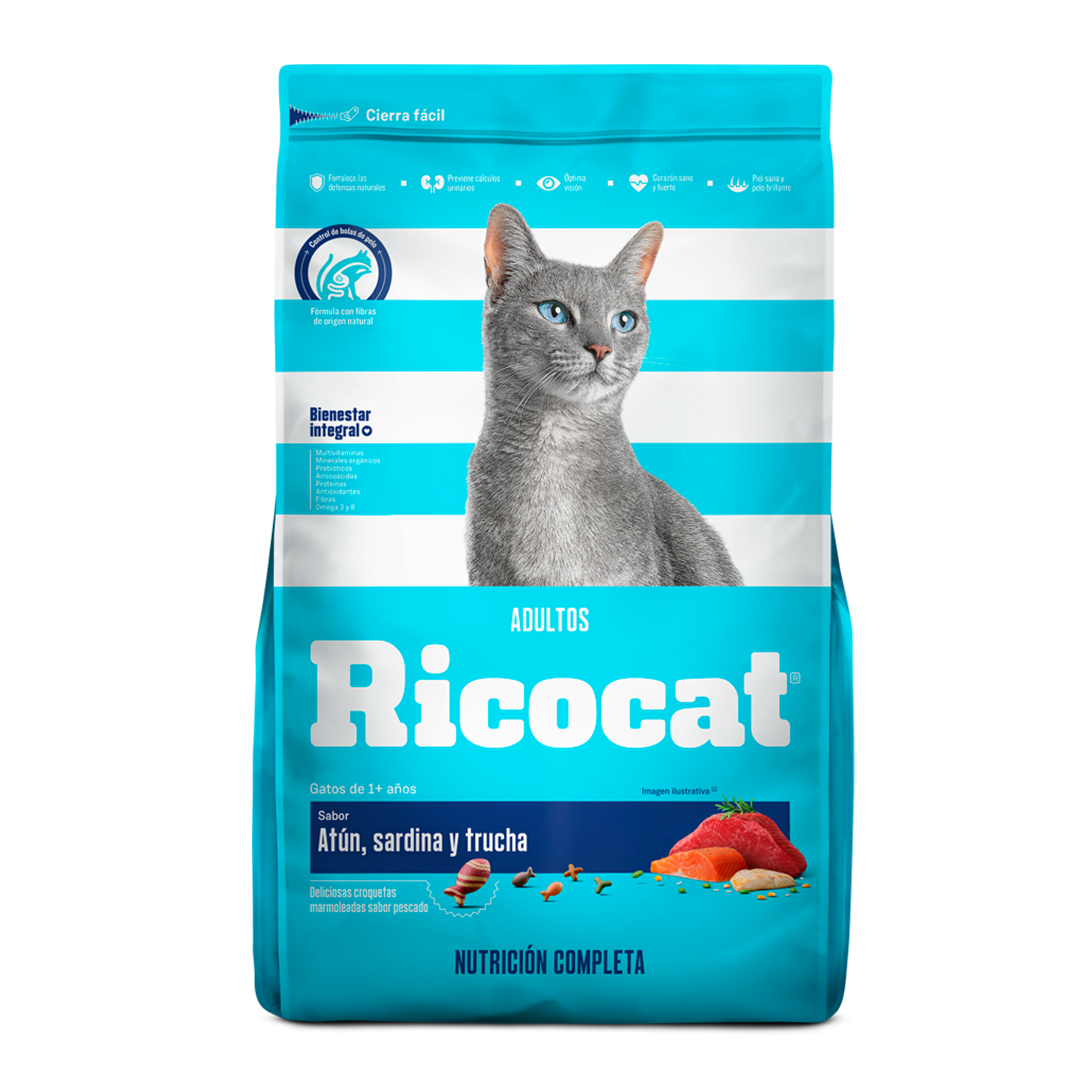 Cierra fácil
Fortalece las
defensas naturales
Previene cálculos
urinarios
Óptima
visión
Corazón sano
y fuerte
Piel sana y
pelo brillante
Control de bolas de pelo
Fórmula con fibras
de origen natural
Bienestar
integral
Multivitaminas
Minerales orgánicos
Prebióticos
Aminoácidos
Proteínas
Antioxidantes
Fibras
Omega 3 y 6
ADULTOS
Ricocat®
Gatos de 1+ años
Imagen ilustrativa (1)
Sabor
Atún, sardina y trucha
Deliciosas croquetas
marmoleadas sabor pescado
NUTRICIÓN COMPLETA